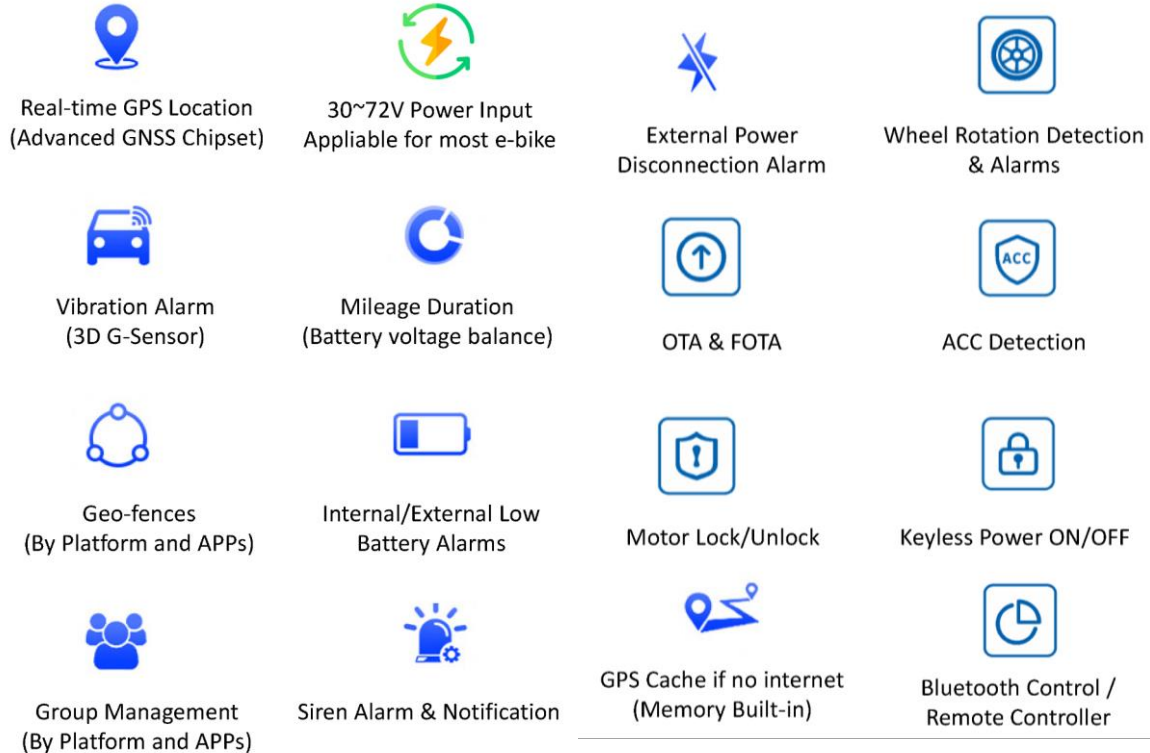 Real-time GPS Location
(Advanced GNSS Chipset)
30~72V Power Input
Appliable for most e-bike
External Power
Disconnection Alarm
Wheel Rotation Detection
& Alarms
Vibration Alarm
(3D G-Sensor)
Mileage Duration
(Battery voltage balance)
OTA & FOTA
ACC
ACC Detection
Geo-fences
(By Platform and APPs)
Internal/External Low
Battery Alarms
Motor Lock/Unlock
Keyless Power ON/OFF
Group Management
(By Platform and APPs)
Siren Alarm & Notification
GPS Cache if no internet
(Memory Built-in)
Bluetooth Control /
Remote Controller